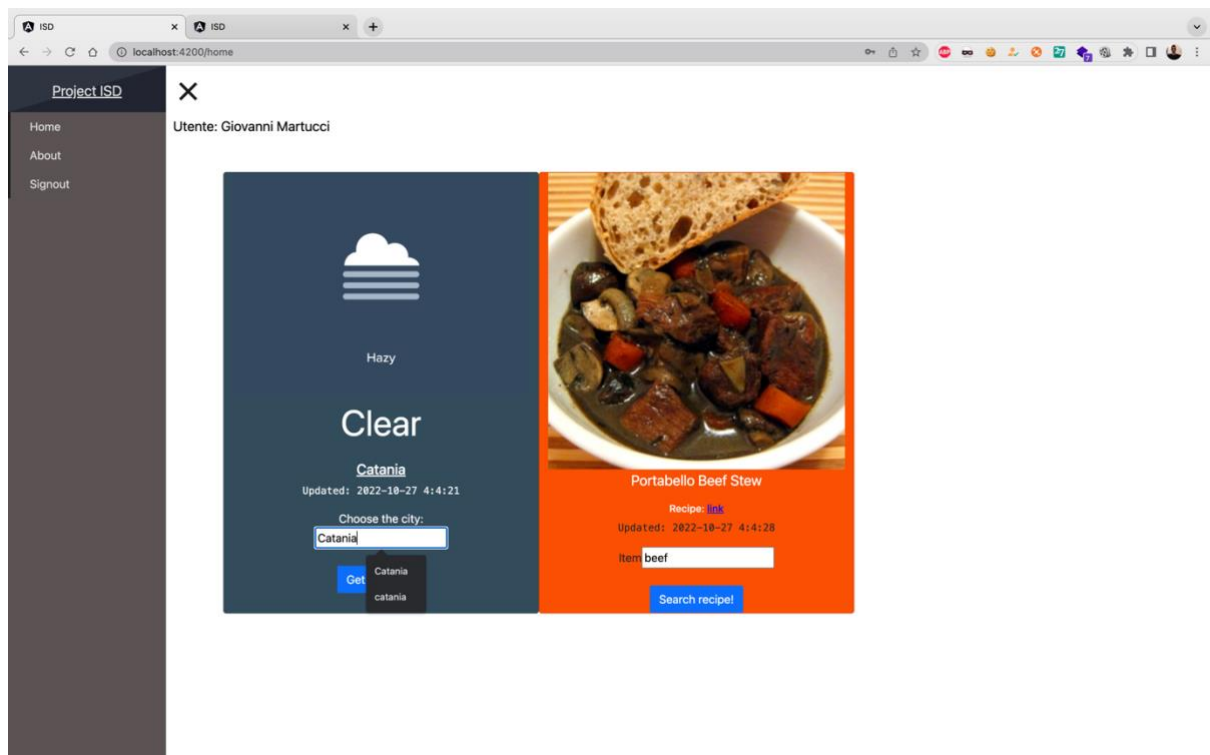 ISD
ISD
localhost:4200/home
Project ISD
Home
About
Signout
Utente: Giovanni Martucci
Hazy
Clear
Catania
Updated: 2022-10-27 4:4:21
Choose the city:
Catania
Get
Catania
catania
Portabello Beef Stew
Recipe: link
Updated: 2022-10-27 4:4:28
Item beef
Search recipe!